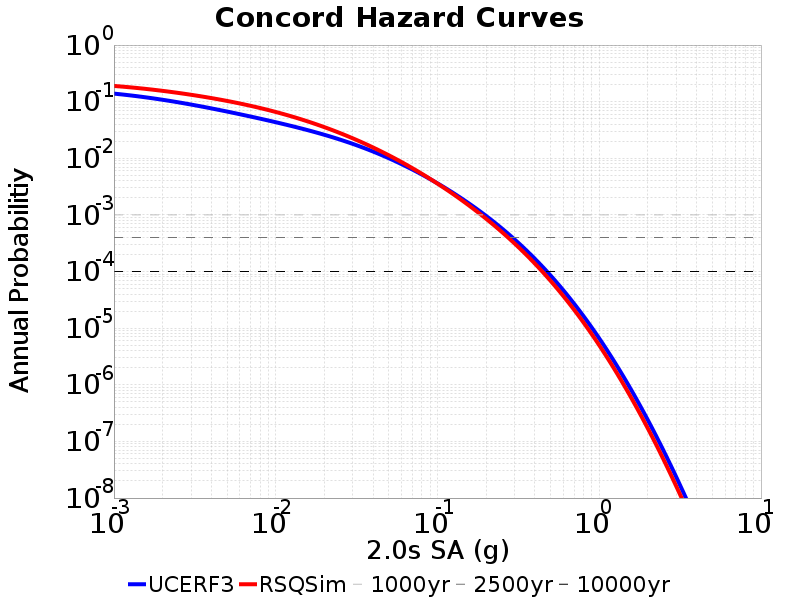 Concord Hazard Curves
10^0
10^-1
10^-2
10^-3
10^-4
10^-5
10^-6
10^-7
10^-8
Annual Probabilitiy
10^-3 10^-2 10^-1 10^0 10^1
2.0s SA (g)
UCERF3 RSQSim 1000yr 2500yr 10000yr